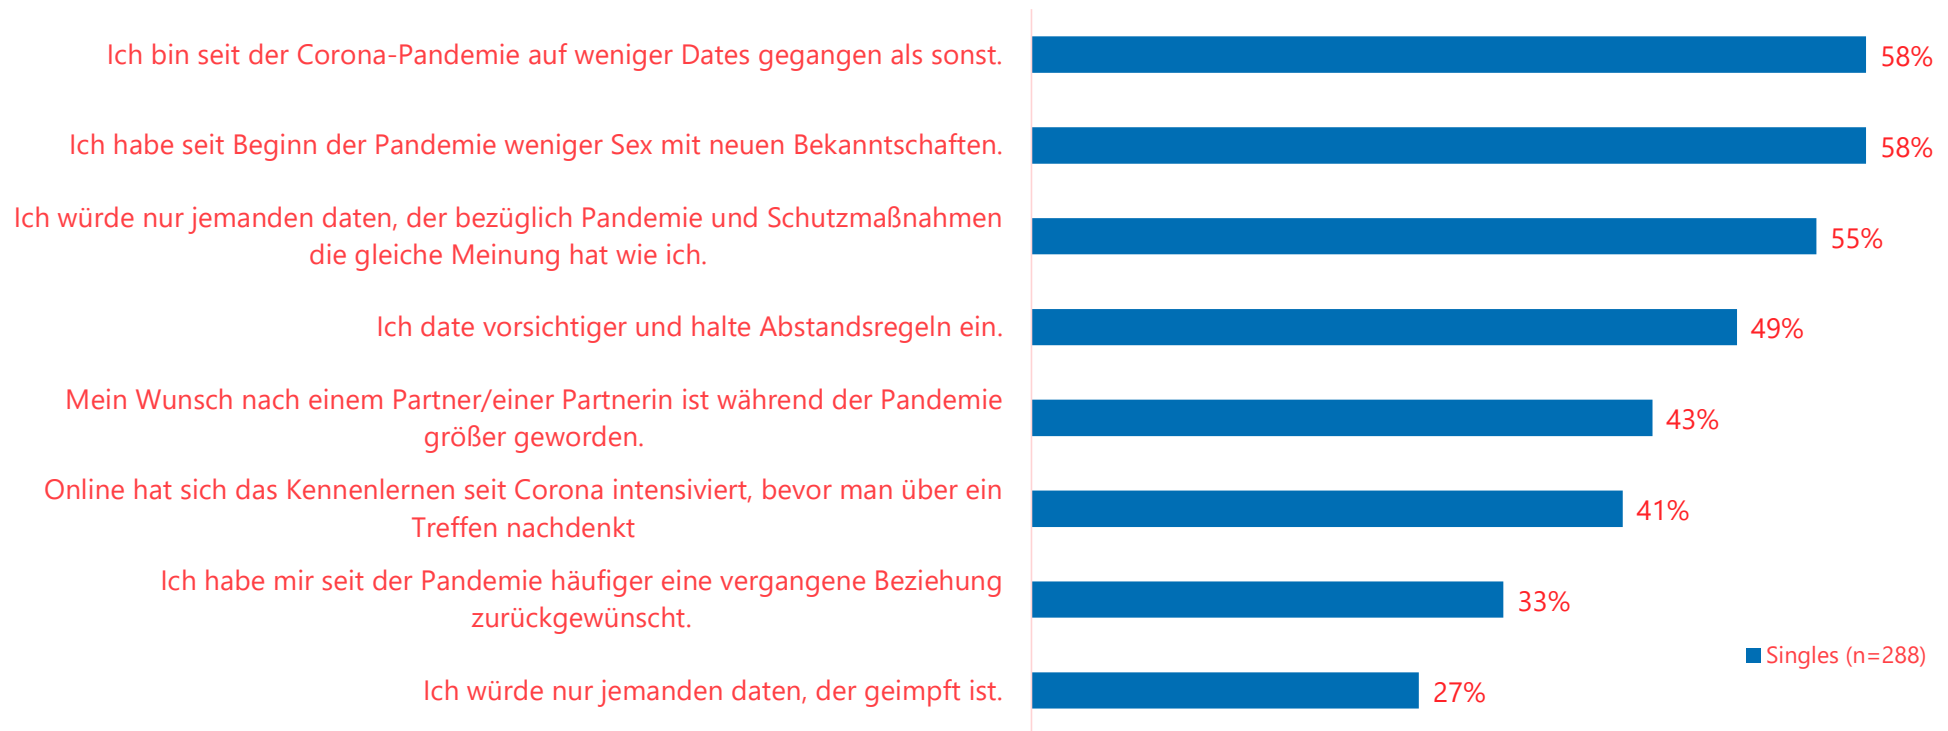 Ich bin seit der Corona-Pandemie auf weniger Dates gegangen als sonst.
58%
Ich habe seit Beginn der Pandemie weniger Sex mit neuen Bekanntschaften.
58%
Ich würde nur jemanden daten, der bezüglich Pandemie und Schutzmaßnahmen
die gleiche Meinung hat wie ich.
55%
Ich date vorsichtiger und halte Abstandsregeln ein.
49%
Mein Wunsch nach einem Partner/einer Partnerin ist während der Pandemie
größer geworden.
43%
Online hat sich das Kennenlernen seit Corona intensiviert, bevor man über ein
Treffen nachdenkt
41%
Ich habe mir seit der Pandemie häufiger eine vergangene Beziehung
zurückgewünscht.
33%
Singles (n=288)
Ich würde nur jemanden daten, der geimpft ist.
27%